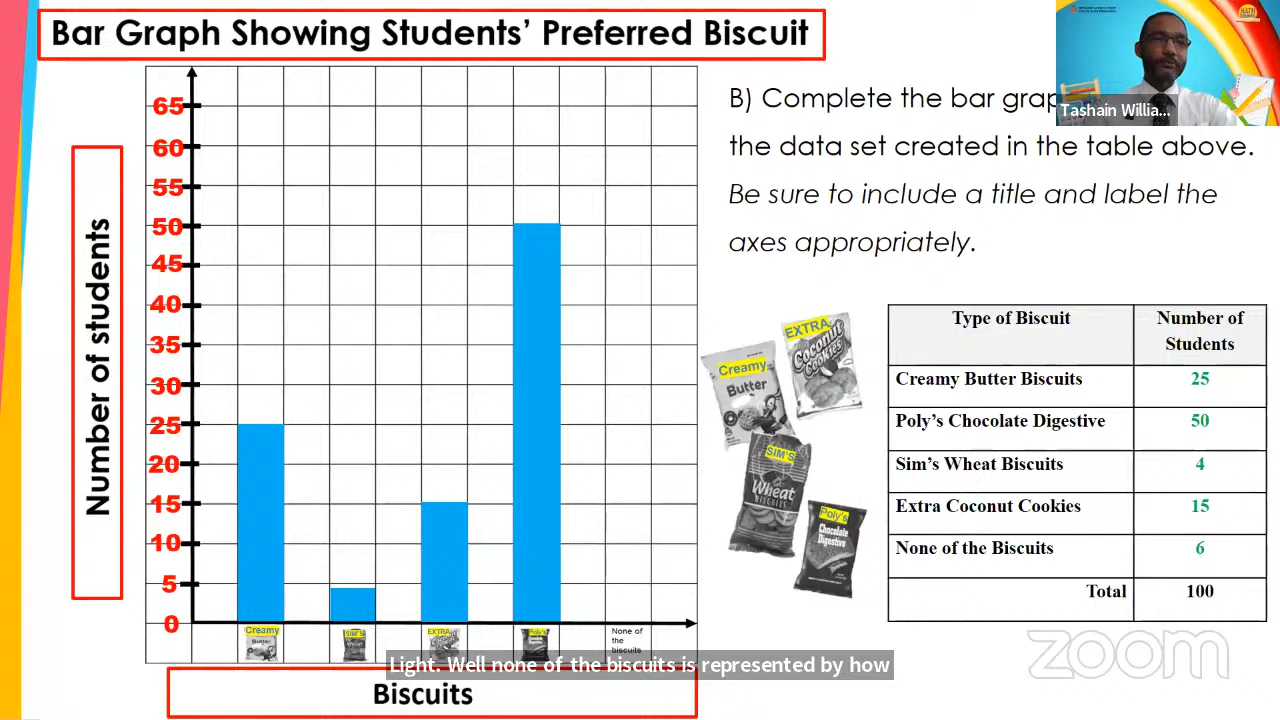 Bar Graph Showing Students’ Preferred Biscuit
65
60
55
50
45
40
35
30
25
20
15
10
5
0
Number of students
Creamy
Butter
SIM'S
Wheat
EXTRA
Poly's
None of
the
biscuits
Biscuits
B) Complete the bar grap
the data set created in the table above.
Be sure to include a title and label the
axes appropriately.
Tashain Willia...
MATH
EXTRA
Coconut
COOKIES
Creamy
Butter
SIM'S
Wheat
BISCUITS
Poly's
Chocolate
Digestive
Type of Biscuit Number of
Students
Creamy Butter Biscuits 25
Poly’s Chocolate Digestive 50
Sim’s Wheat Biscuits 4
Extra Coconut Cookies 15
None of the Biscuits 6
Total 100
Light. Well none of the biscuits is represented by how
zoom